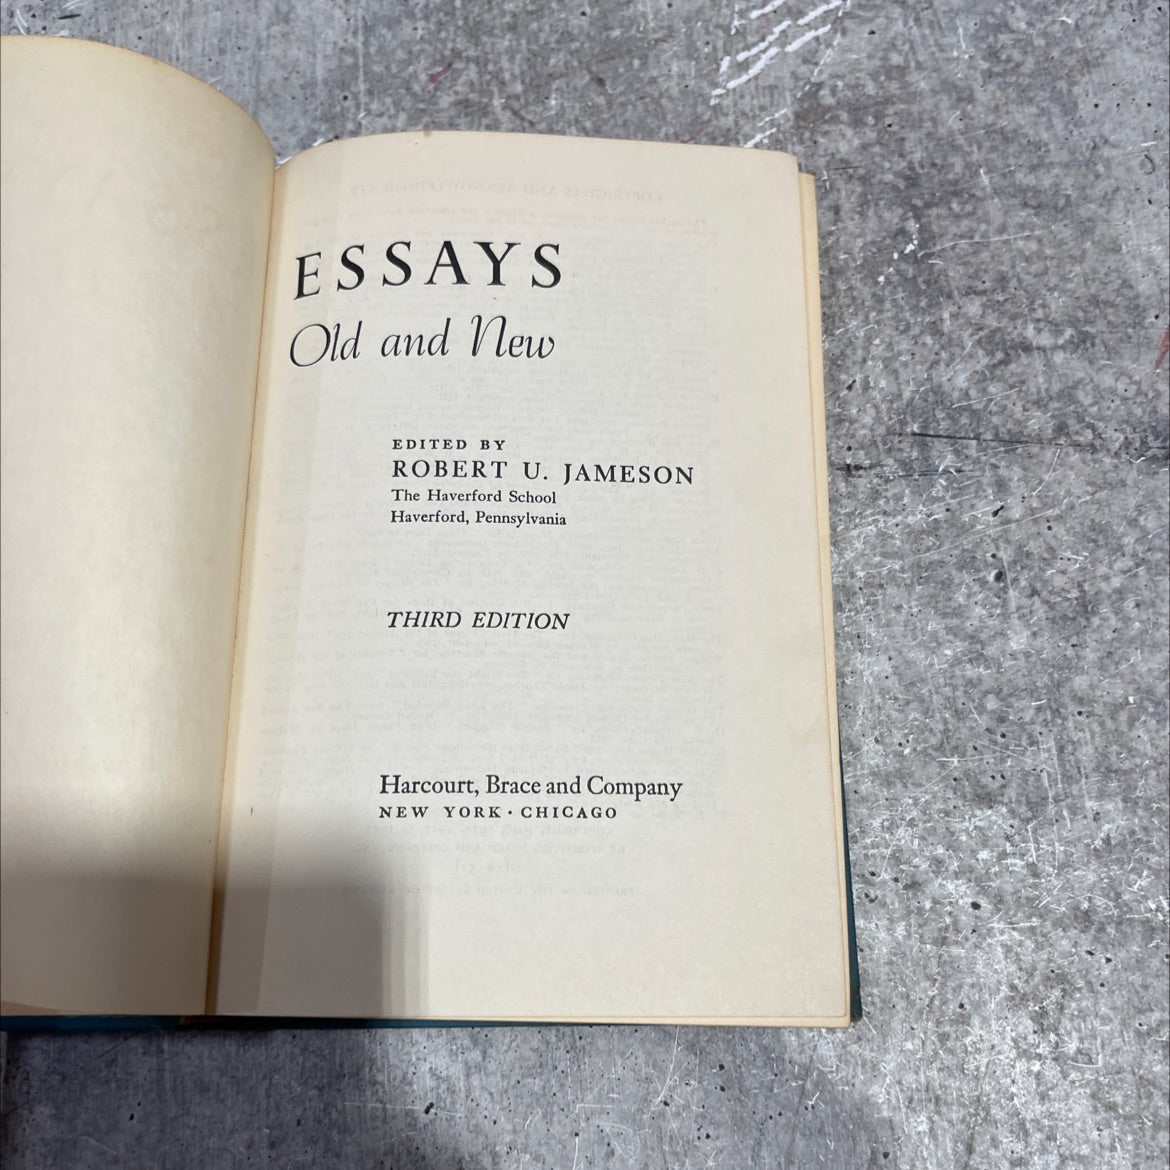 ESSAYS
Old and New
EDITED BY
ROBERT U. JAMESON
The Haverford School
Haverford, Pennsylvania
THIRD EDITION
Harcourt, Brace and Company
NEW YORK · CHICAGO